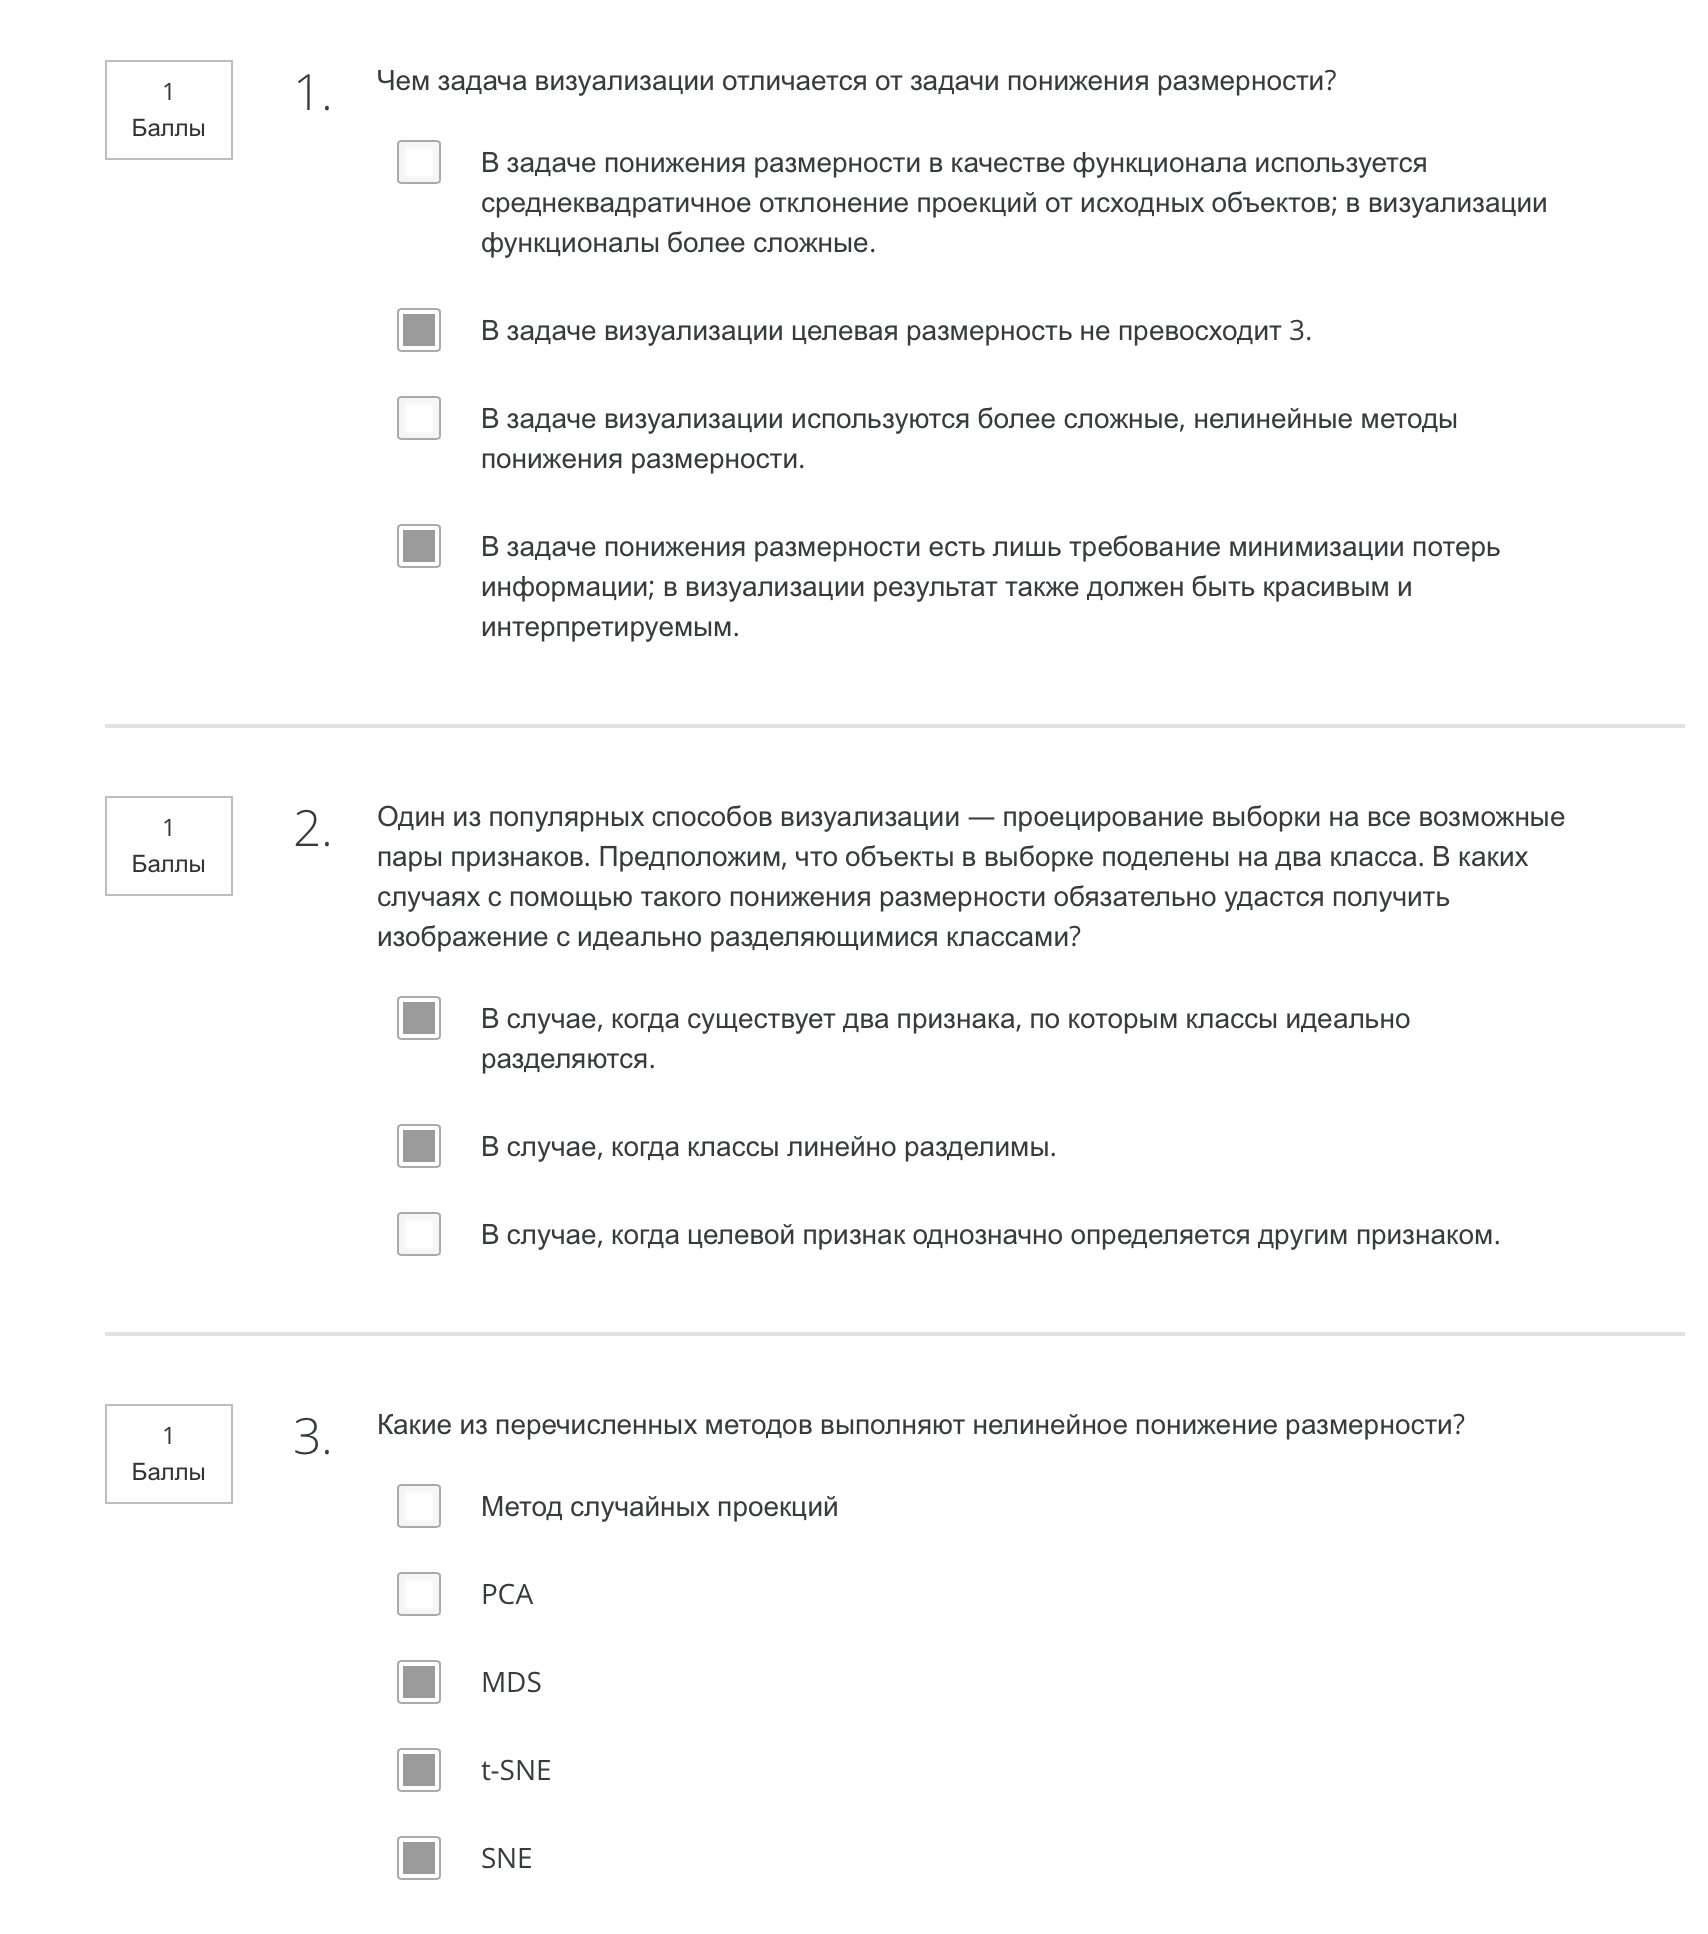 1
Баллы
1.
Чем задача визуализации отличается от задачи понижения размерности?
В задаче понижения размерности в качестве функционала используется
среднеквадратичное отклонение проекций от исходных объектов; в визуализации
функционалы более сложные.
В задаче визуализации целевая размерность не превосходит 3.
В задаче визуализации используются более сложные, нелинейные методы
понижения размерности.
В задаче понижения размерности есть лишь требование минимизации потерь
информации; в визуализации результат также должен быть красивым и
интерпретируемым.
1
Баллы
2.
Один из популярных способов визуализации — проецирование выборки на все возможные
пары признаков. Предположим, что объекты в выборке поделены на два класса. В каких
случаях с помощью такого понижения размерности обязательно удастся получить
изображение с идеально разделяющимися классами?
В случае, когда существует два признака, по которым классы идеально
разделяются.
В случае, когда классы линейно разделимы.
В случае, когда целевой признак однозначно определяется другим признаком.
1
Баллы
3.
Какие из перечисленных методов выполняют нелинейное понижение размерности?
Метод случайных проекций
PCA
MDS
t-SNE
SNE